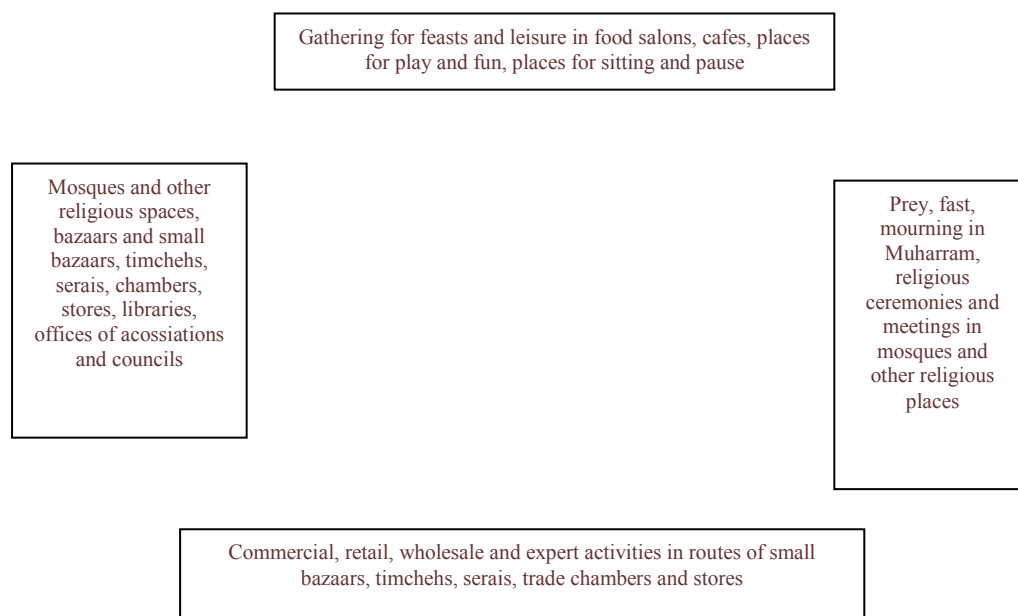 Gathering for feasts and leisure in food salons, cafes, places
for play and fun, places for sitting and pause
Mosques and other
religious spaces,
bazaars and small
bazaars, timchehs,
serais, chambers,
stores, libraries,
offices of acossiations
and councils
Prey, fast,
mourning in
Muharram,
religious
ceremonies and
meetings in
mosques and
other religious
places
Commercial, retail, wholesale and expert activities in routes of small
bazaars, timchehs, serais, trade chambers and stores